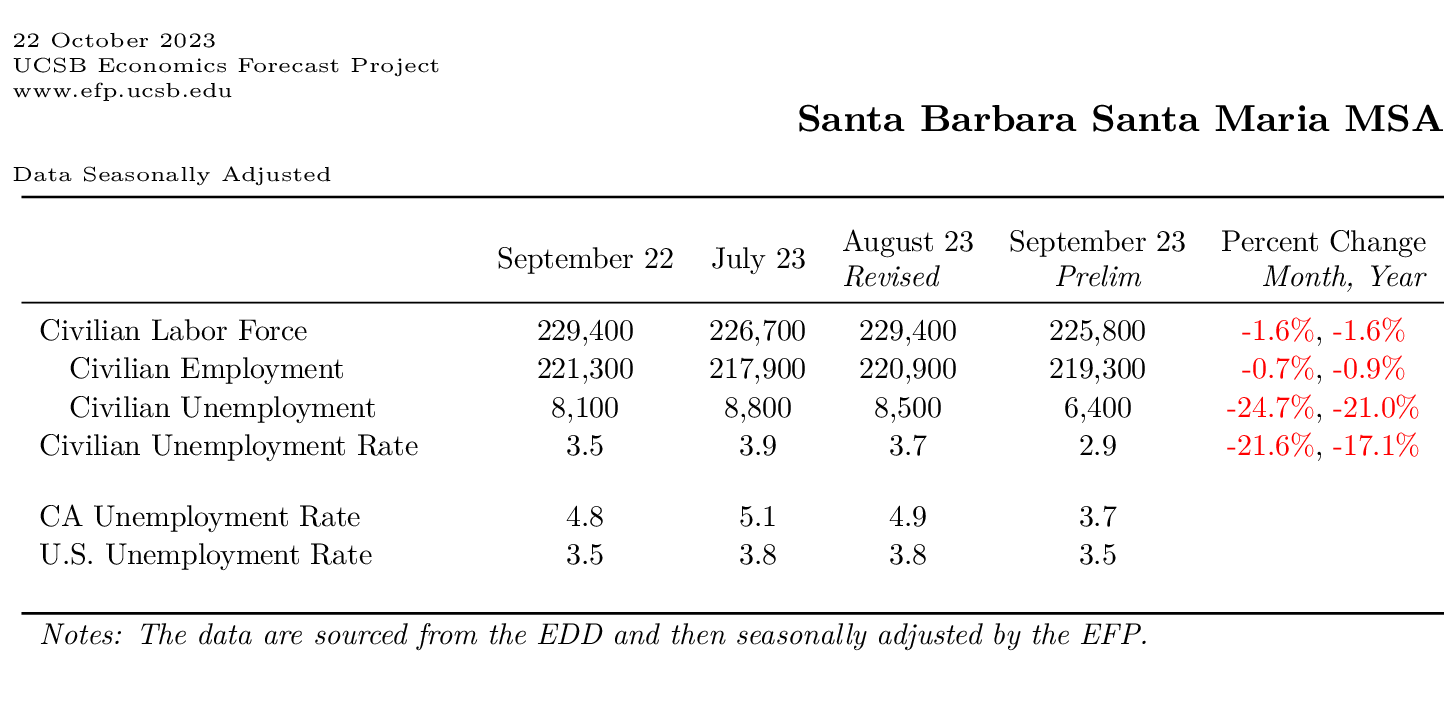 22 October 2023
UCSB Economics Forecast Project
www.efp.ucsb.edu
Santa Barbara Santa Maria MSA
Data Seasonally Adjusted
September 22 July 23 August 23 September 23 Percent Change
Revised Prelim Month, Year
Civilian Labor Force 229,400 226,700 229,400 225,800 -1.6%, -1.6%
Civilian Employment 221,300 217,900 220,900 219,300 -0.7%, -0.9%
Civilian Unemployment 8,100 8,800 8,500 6,400 -24.7%, -21.0%
Civilian Unemployment Rate 3.5 3.9 3.7 2.9 -21.6%, -17.1%
CA Unemployment Rate 4.8 5.1 4.9 3.7
U.S. Unemployment Rate 3.5 3.8 3.8 3.5
Notes: The data are sourced from the EDD and then seasonally adjusted by the EFP.